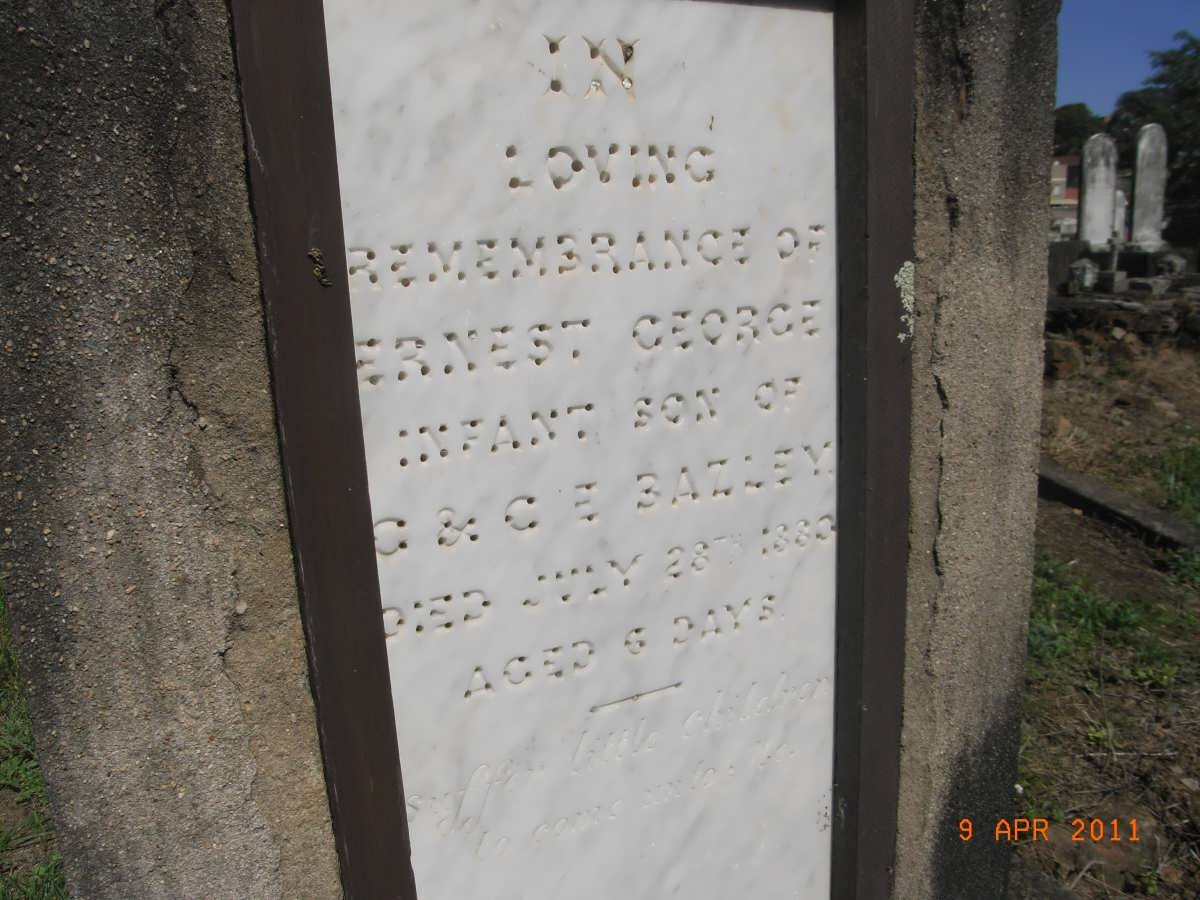 IN
LOVING
REMEMBRANCE OF
ERNEST GEORGE
INFANT SON OF
& C E BAZLEY.
DIED JULY 28TH 1880
AGED 6 DAYS.
Suffer little children
to come unto Me
9 APR 2011